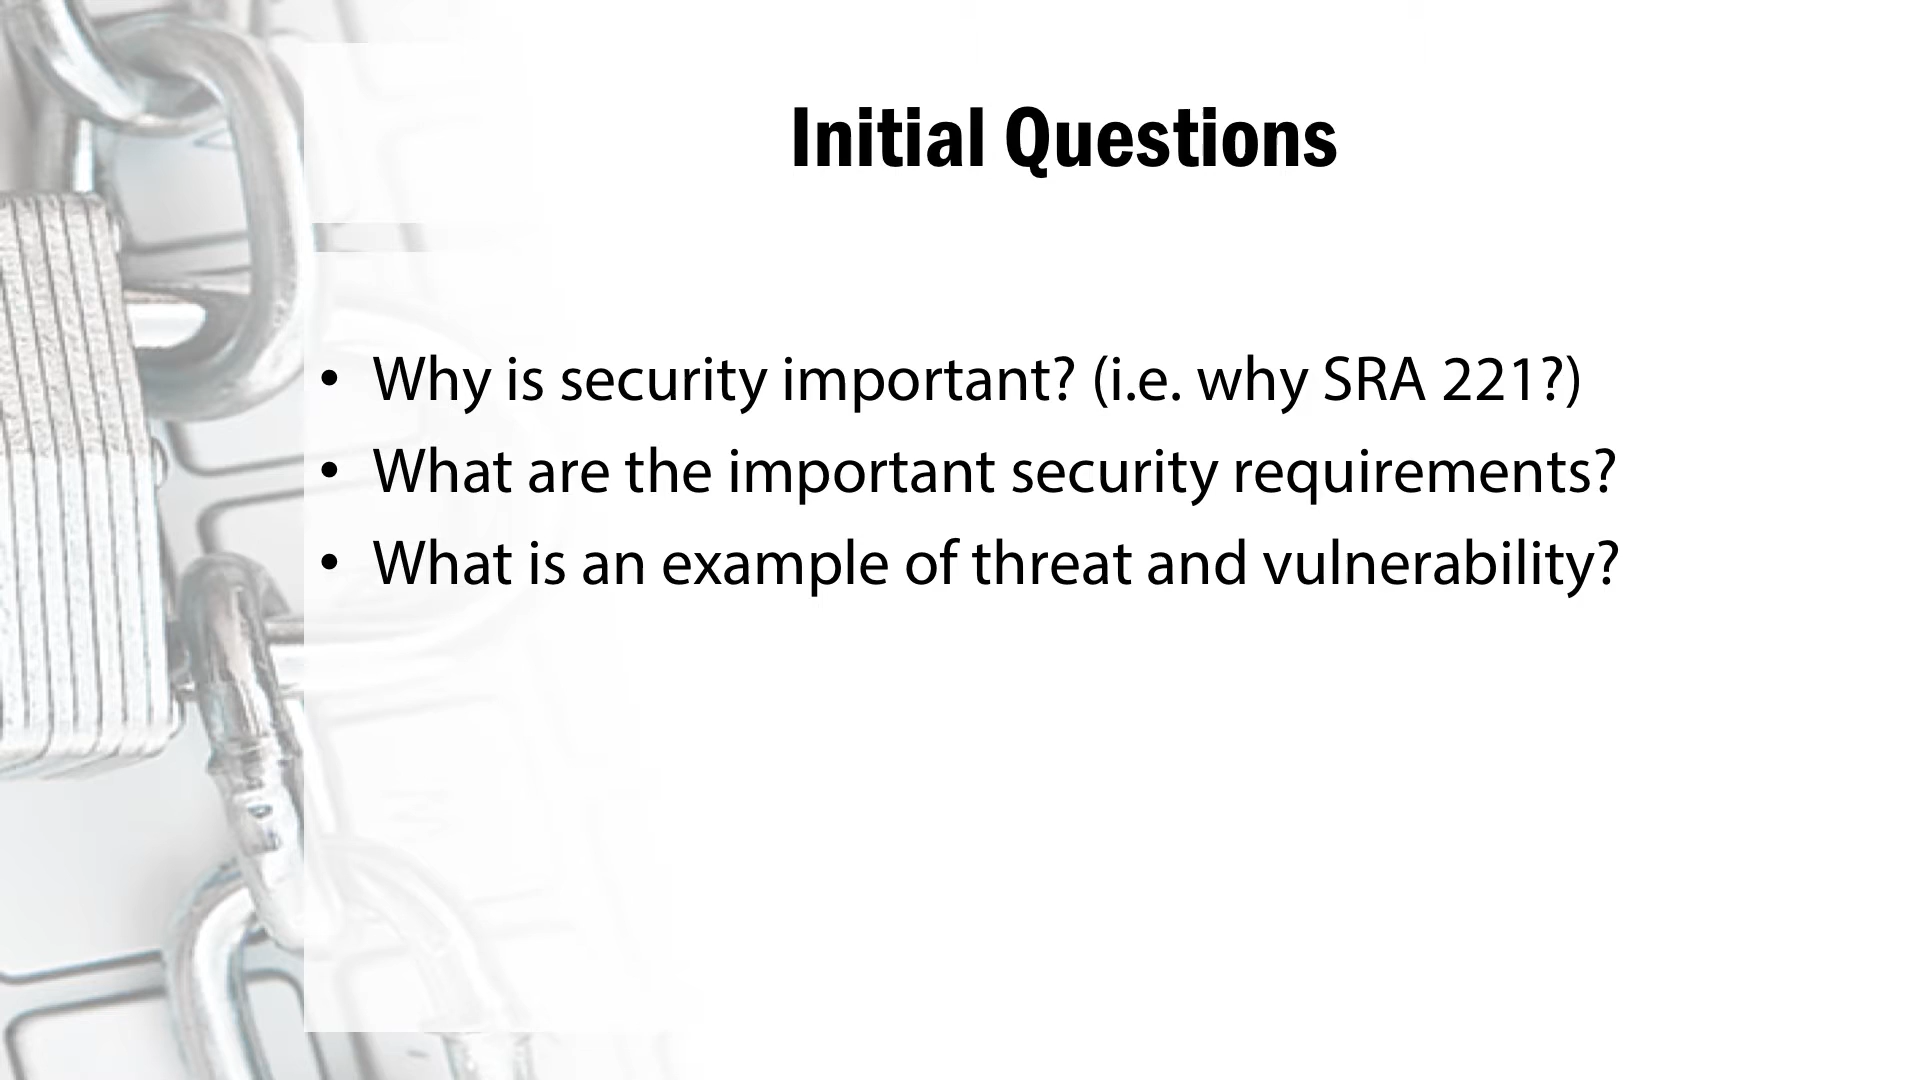 Initial Questions
• Why is security important? (i.e. why SRA 221?)
• What are the important security requirements?
• What is an example of threat and vulnerability?